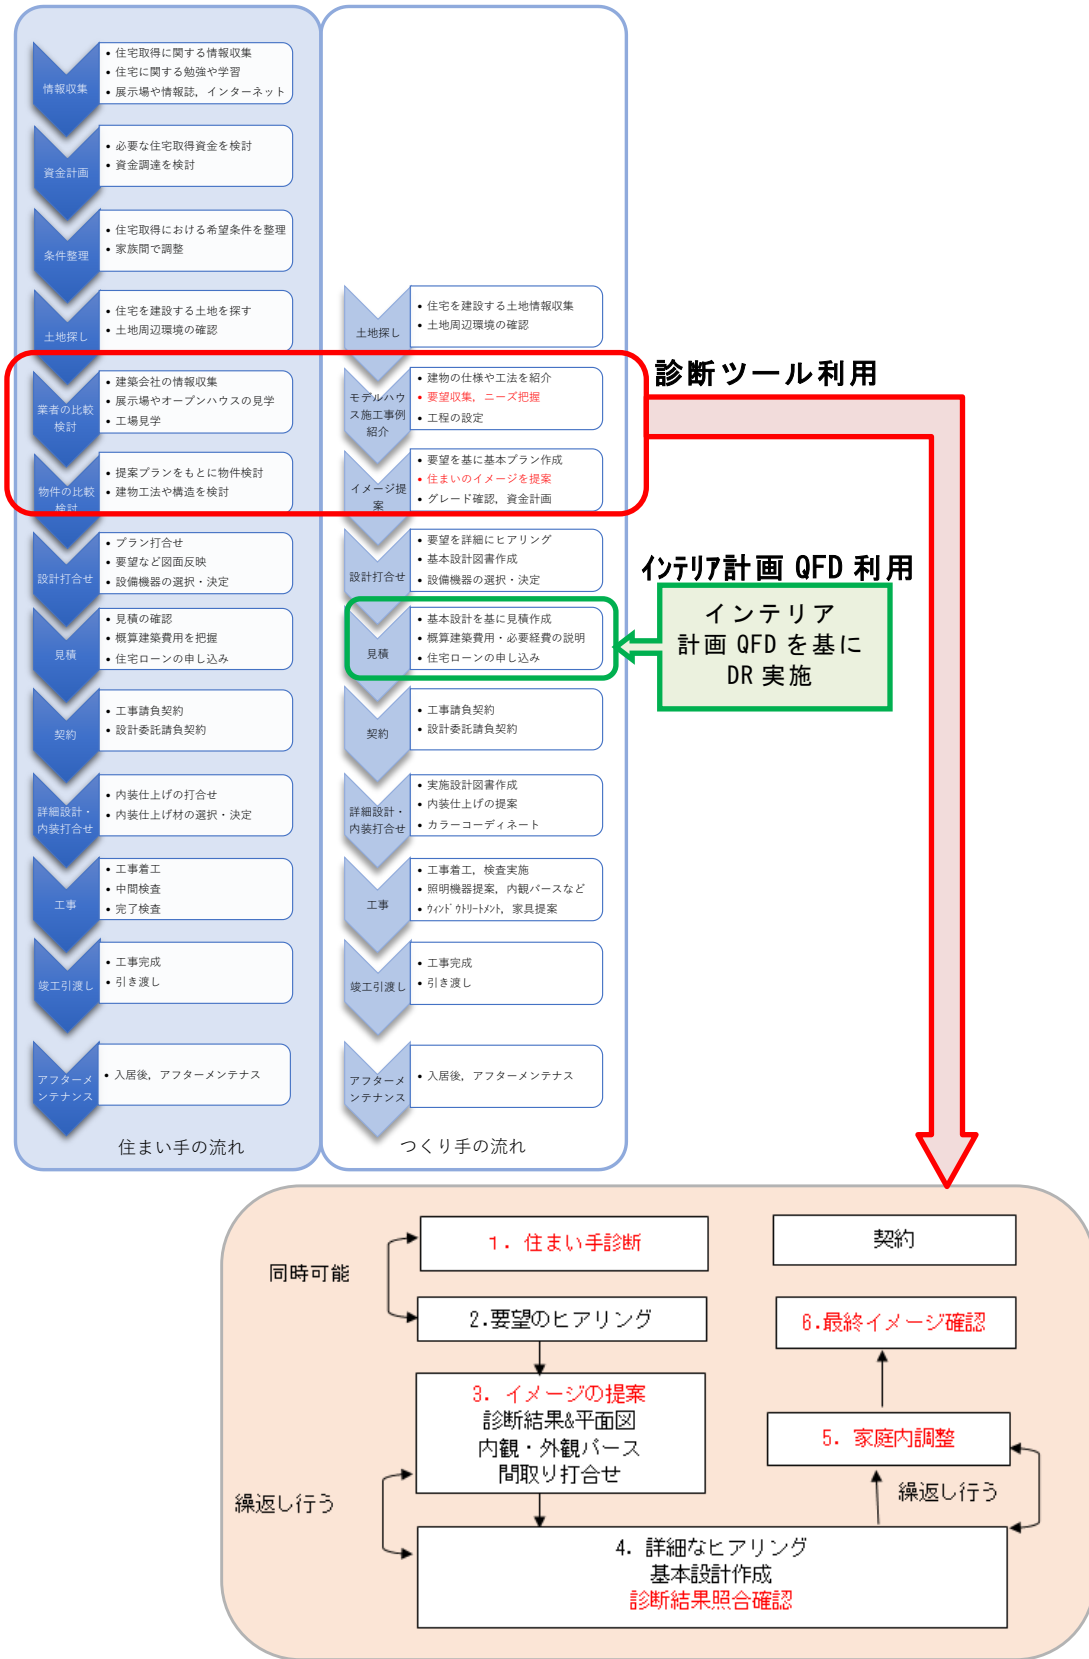 情報収集
• 住宅取得に関する情報収集
• 住宅に関する勉強や学習
• 展示場や情報誌，インターネット
資金計画
• 必要な住宅取得資金を検討
• 資金調達を検討
条件整理
• 住宅取得における希望条件を整理
• 家族間で調整
土地探し
• 住宅を建設する土地を探す
• 土地周辺環境の確認
業者の比較
検討
• 建築会社の情報収集
• 展示場やオープンハウスの見学
• 工場見学
物件の比較
検討
• 提案プランをもとに物件検討
• 建物工法や構造を検討
設計打合せ
• プラン打合せ
• 要望など図面反映
• 設備機器の選択・決定
見積
• 見積の確認
• 概算建築費用を把握
• 住宅ローンの申し込み
契約
• 工事請負契約
• 設計委託請負契約
詳細設計・
内装打合せ
• 内装仕上げの打合せ
• 内装仕上げ材の選択・決定
工事
• 工事着工
• 中間検査
• 完了検査
竣工引渡し
• 工事完成
• 引き渡し
アフターメ
ンテナンス
• 入居後，アフターメンテナス
住まい手の流れ
土地探し
• 住宅を建設する土地情報収集
• 土地周辺環境の確認
モデルハウ
ス施工事例
紹介
• 建物の仕様や工法を紹介
• 要望収集，ニーズ把握
• 工程の設定
イメージ提
案
• 要望を基に基本プラン作成
• 住まいのイメージを提案
• グレード確認，資金計画
設計打合せ
• 要望を詳細にヒアリング
• 基本設計図書作成
• 設備機器の選択・決定
見積
• 基本設計を基に見積作成
• 概算建築費用・必要経費の説明
• 住宅ローンの申し込み
契約
• 工事請負契約
• 設計委託請負契約
詳細設計・
内装打合せ
• 実施設計図書作成
• 内装仕上げの提案
• カラーコーディネート
工事
• 工事着工，検査実施
• 照明機器提案，内観パースなど
• ｳｨﾝﾄﾞｳﾄﾘｰﾄﾒﾝﾄ，家具提案
竣工引渡し
• 工事完成
• 引き渡し
アフターメ
ンテナンス
• 入居後，アフターメンテナス
つくり手の流れ
診断ツール利用
ｲﾝﾃﾘｱ計画 QFD 利用
インテリア
計画 QFD を基に
DR 実施
同時可能
1. 住まい手診断
2.要望のヒアリング
3. イメージの提案
診断結果&平面図
内観・外観パース
間取り打合せ
繰返し行う
4. 詳細なヒアリング
基本設計作成
診断結果照合確認
繰返し行う
5. 家庭内調整
6.最終イメージ確認
契約